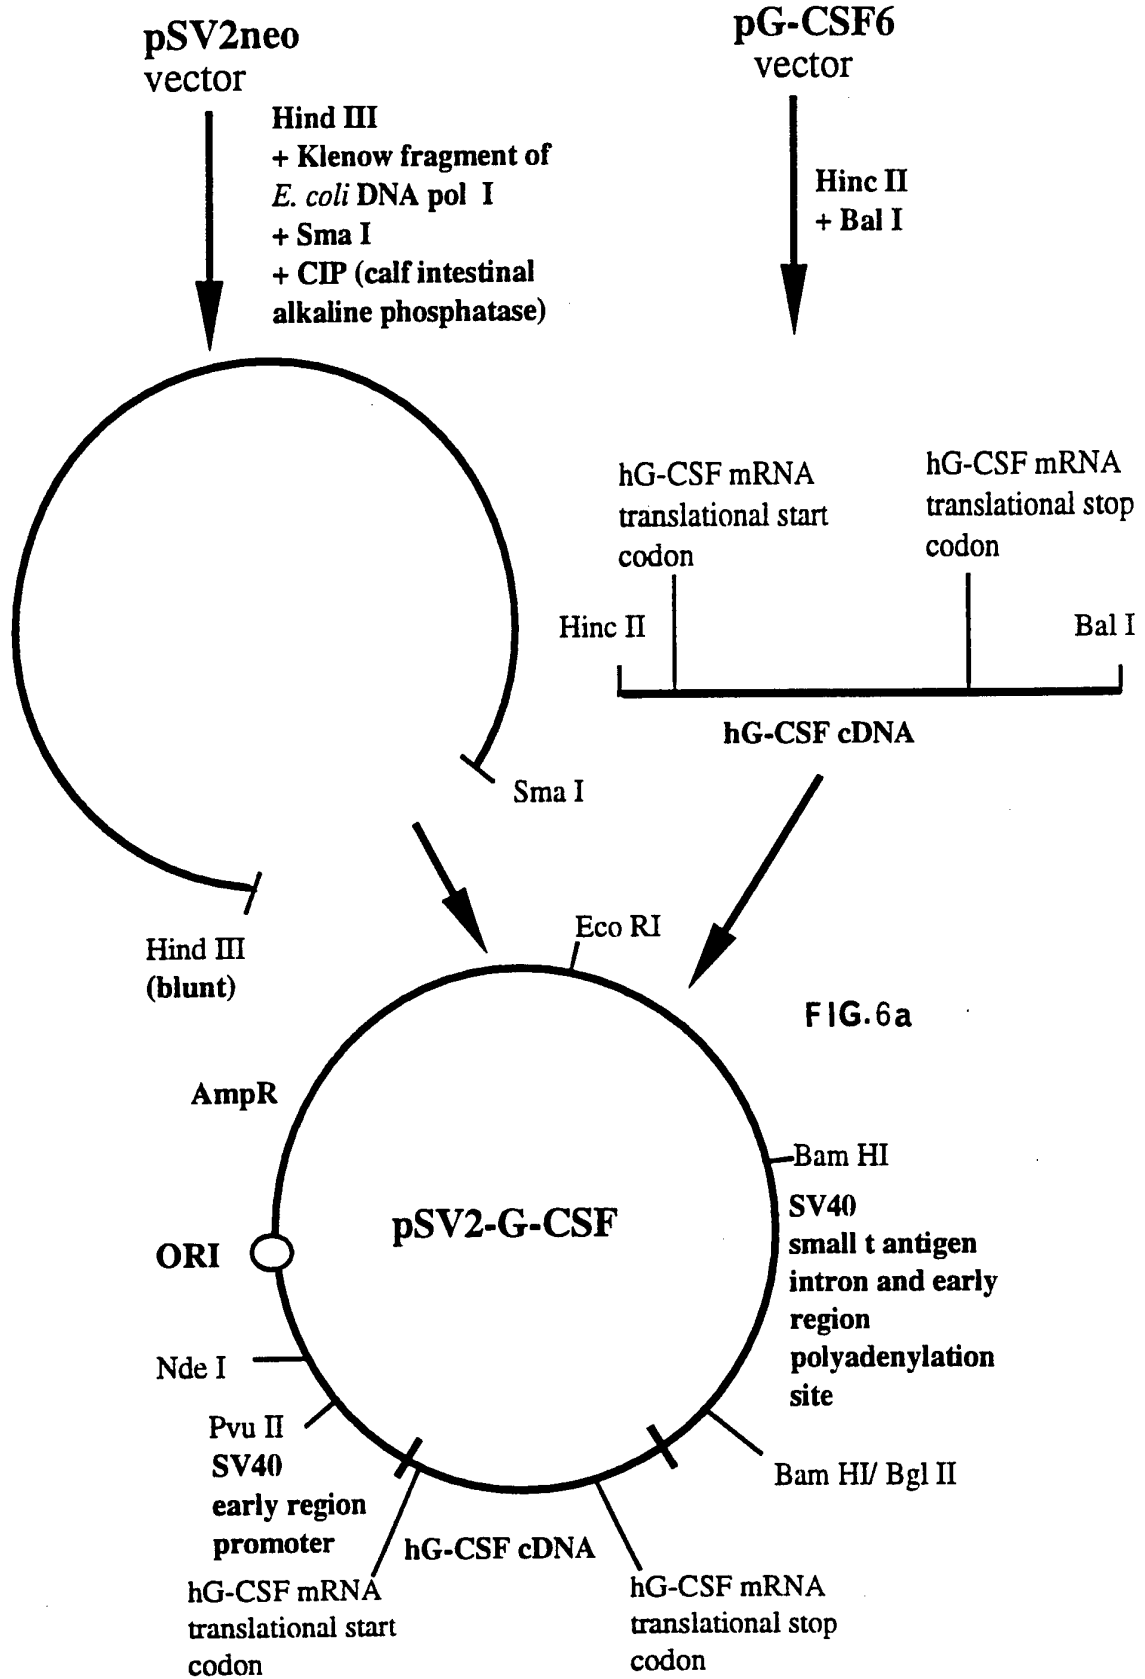 pSV2neo
vector
Hind III
+ Klenow fragment of
E. coli DNA pol I
+ Sma I
+ CIP (calf intestinal
alkaline phosphatase)
pG-CSF6
vector
Hinc II
+ Bal I
hG-CSF mRNA
translational start
codon
hG-CSF mRNA
translational stop
codon
Hinc II
Bal I
hG-CSF cDNA
Sma I
Hind III
(blunt)
Eco RI
FIG.6a
AmpR
Bam HI
pSV2-G-CSF
SV40
small t antigen
intron and early
region
polyadenylation
site
ORI
Nde I
Pvu II
SV40
early region
promoter
Bam HI/ Bgl II
hG-CSF cDNA
hG-CSF mRNA
translational start
codon
hG-CSF mRNA
translational stop
codon